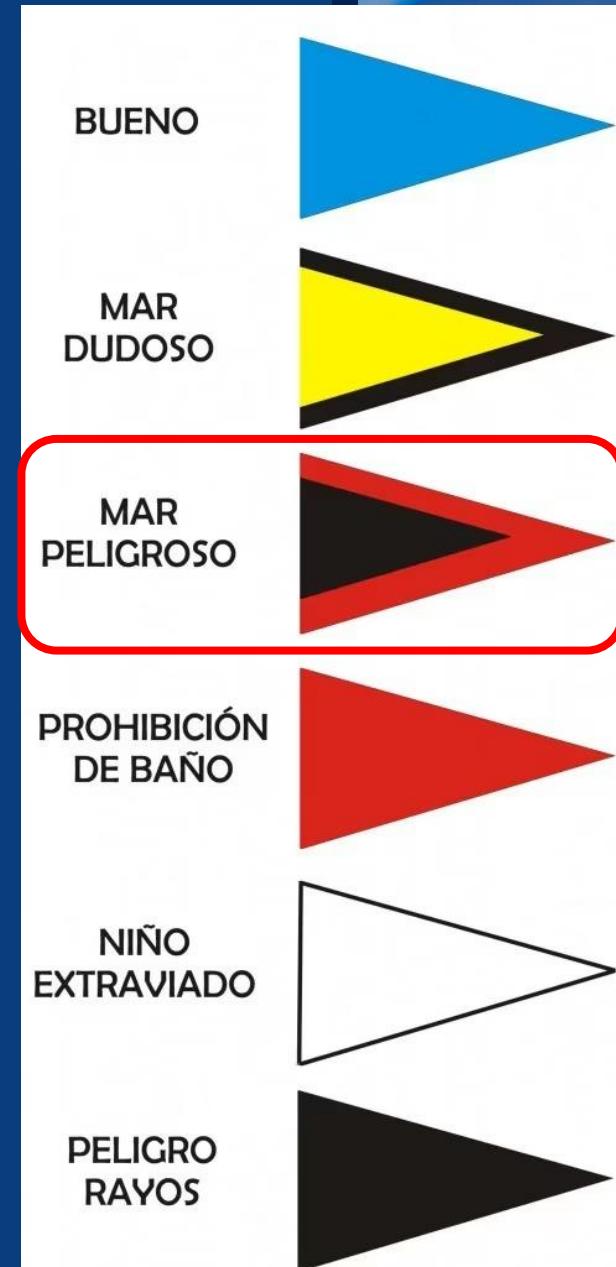 BUENO
MAR
DUDOSO
MAR
PELIGROSO
PROHIBICIÓN
DE BAÑO
NIÑO
EXTRAVIADO
PELIGRO
RAYOS